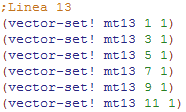 ;Linea 13
(vector-set! mt13 1 1)
(vector-set! mt13 3 1)
(vector-set! mt13 5 1)
(vector-set! mt13 7 1)
(vector-set! mt13 9 1)
(vector-set! mt13 11 1)